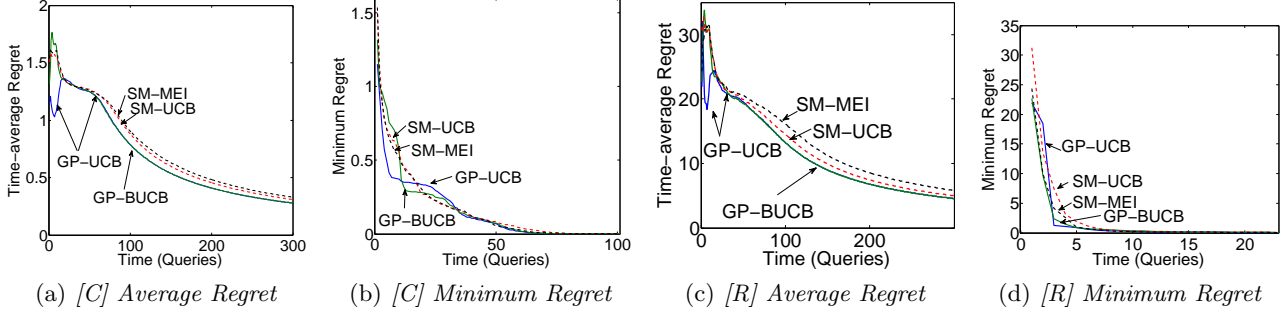 2
1.5
1
0.5
0
0
100
200
300
Time−average Regret
Time (Queries)
SM−MEI
SM−UCB
GP−UCB
GP−BUCB
(a) [C] Average Regret
1.5
1
0.5
0
0
50
100
Minimum Regret
Time (Queries)
SM−UCB
SM−MEI
GP−UCB
GP−BUCB
(b) [C] Minimum Regret
30
20
10
0
0
100
200
Time−average Regret
Time (Queries)
SM−MEI
SM−UCB
GP−UCB
GP−BUCB
(c) [R] Average Regret
35
30
25
20
15
10
5
0
0
5
10
15
20
Minimum Regret
Time (Queries)
GP−UCB
SM−UCB
SM−MEI
GP−BUCB
(d) [R] Minimum Regret